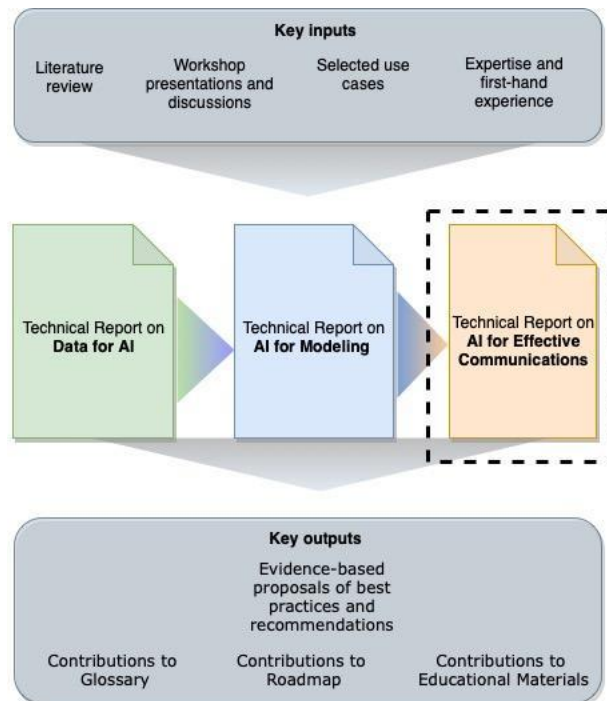 Key inputs
Literature
review
Workshop
presentations and
discussions
Selected use
cases
Expertise and
first-hand
experience
Technical Report on
Data for AI
Technical Report on
AI for Modeling
Technical Report on
AI for Effective
Communications
Key outputs
Evidence-based
proposals of best
practices and
recommendations
Contributions to
Glossary
Contributions to
Roadmap
Contributions to
Educational Materials